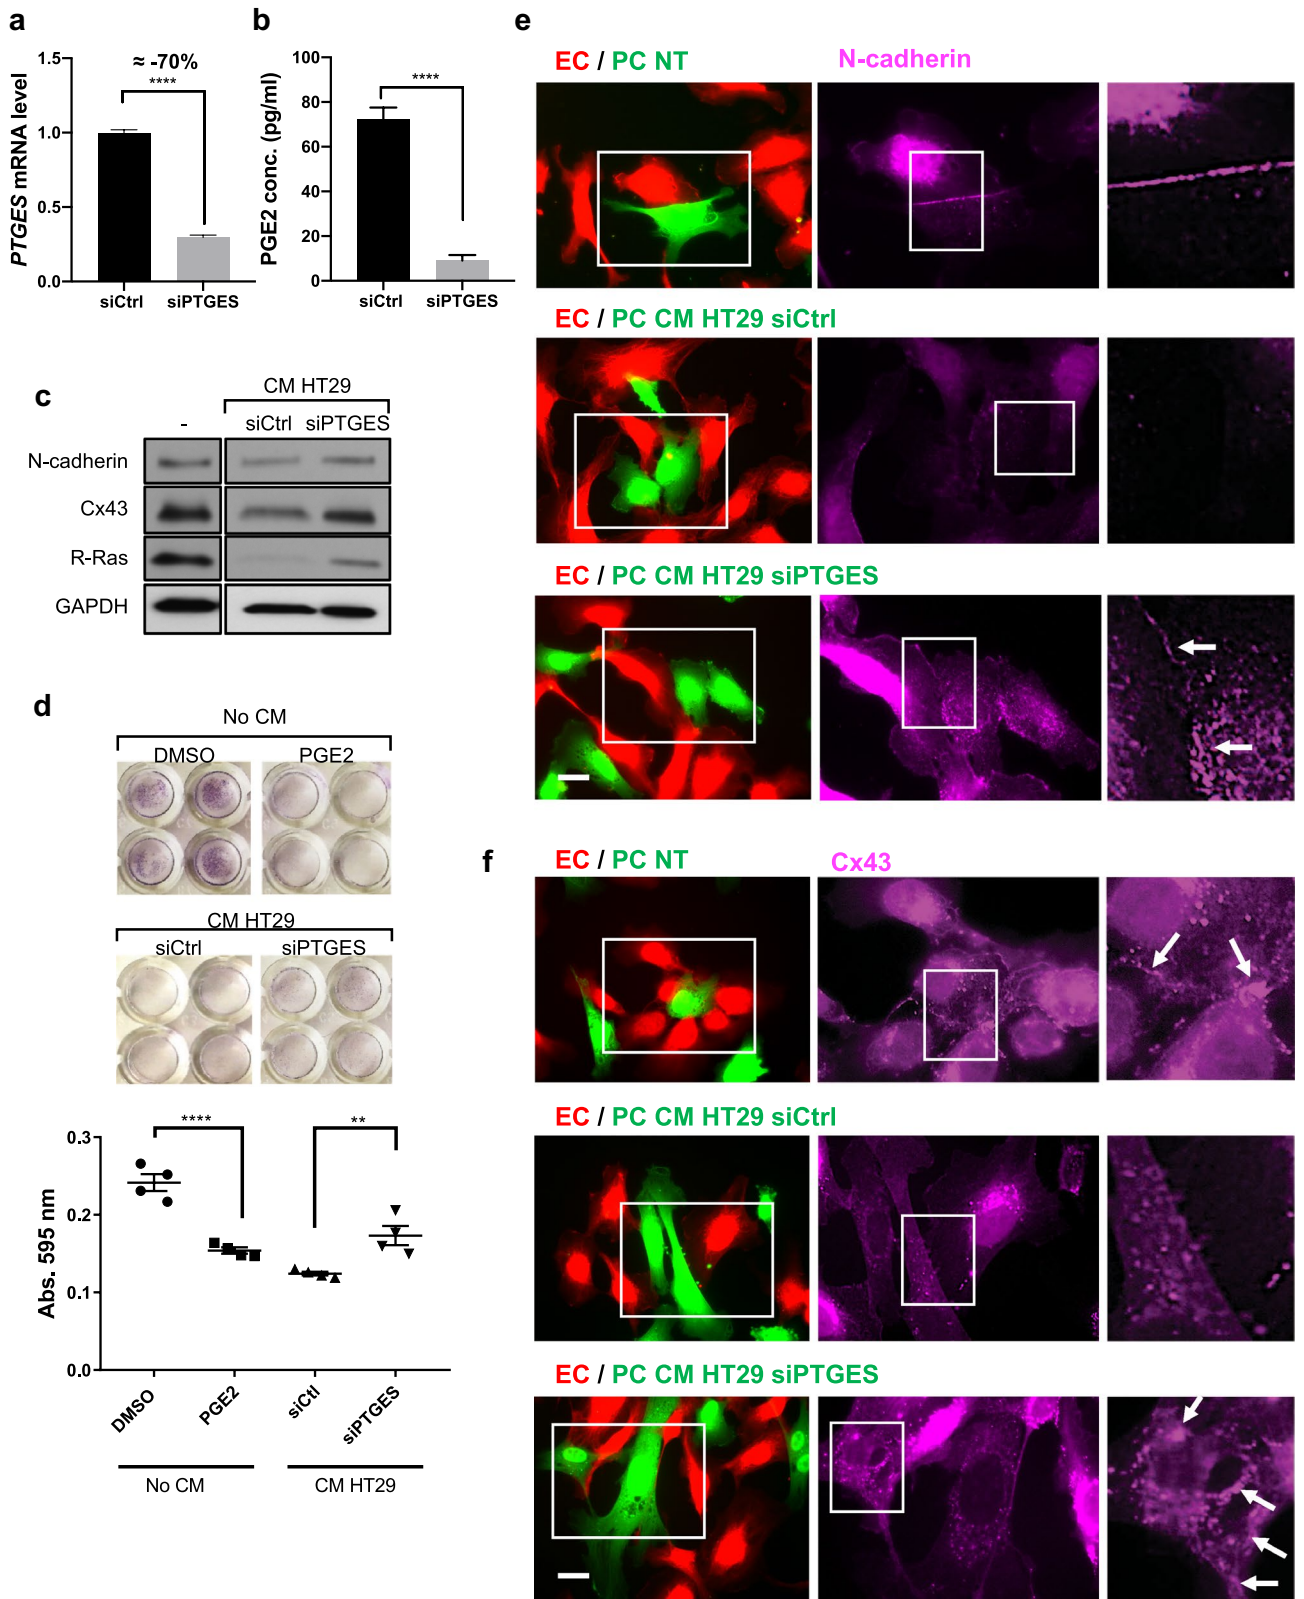 a
≈ -70%
****
PTGES mRNA level
1.5
1.0
0.5
0.0
siCtrl
siPTGES
b
****
PGE2 conc. (pg/ml)
100
80
60
40
20
0
siCtrl
siPTGES
c
CM HT29
-
siCtrl
siPTGES
N-cadherin
Cx43
R-Ras
GAPDH
d
No CM
DMSO
PGE2
CM HT29
siCtrl
siPTGES
****
**
Abs. 595 nm
0.3
0.2
0.1
0.0
DMSO
PGE2
siCtl
siPTGES
No CM
CM HT29
e
EC / PC NT
N-cadherin
EC / PC CM HT29 siCtrl
EC / PC CM HT29 siPTGES
f
EC / PC NT
Cx43
EC / PC CM HT29 siCtrl
EC / PC CM HT29 siPTGES